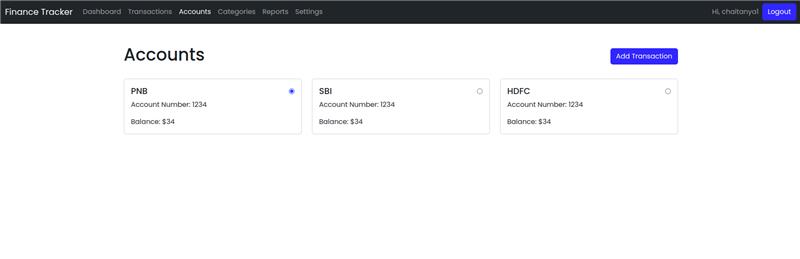 Finance Tracker Dashboard Transactions Accounts Categories Reports Settings Hi, chaitanya1 Logout
Accounts
Add Transaction
PNB
Account Number: 1234
Balance: $34
SBI
Account Number: 1234
Balance: $34
HDFC
Account Number: 1234
Balance: $34